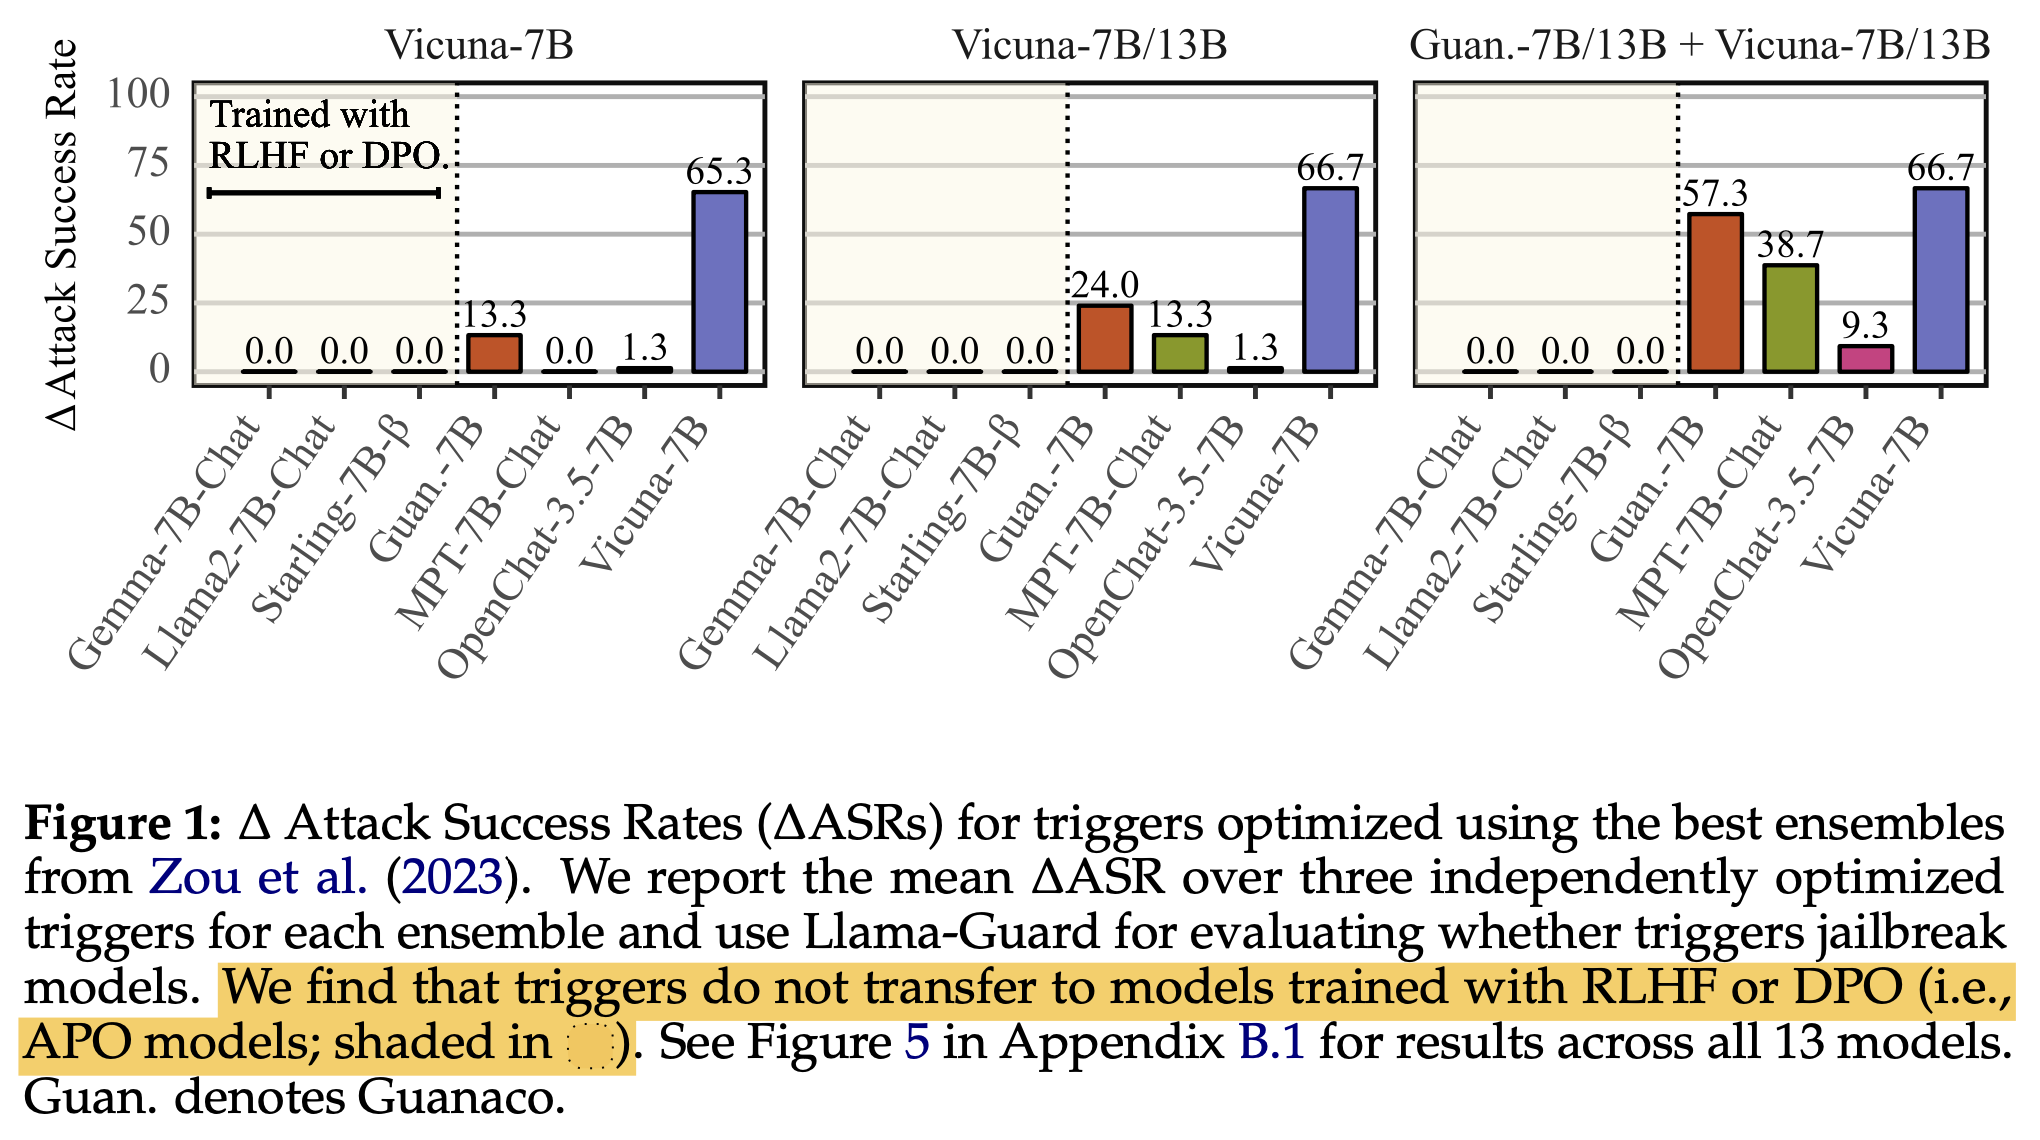 Vicuna-7B
Vicuna-7B/13B
Guan.-7B/13B + Vicuna-7B/13B
Δ Attack Success Rate
100
75
50
25
0
Trained with
RLHF or DPO.
0.0
0.0
0.0
13.3
0.0
1.3
65.3
0.0
0.0
0.0
24.0
13.3
1.3
66.7
0.0
0.0
0.0
57.3
38.7
9.3
66.7
Gemma-7B-Chat
Llama2-7B-Chat
Starling-7B-β
Guan.-7B
MPT-7B-Chat
OpenChat-3.5-7B
Vicuna-7B
Gemma-7B-Chat
Llama2-7B-Chat
Starling-7B-β
Guan.-7B
MPT-7B-Chat
OpenChat-3.5-7B
Vicuna-7B
Gemma-7B-Chat
Llama2-7B-Chat
Starling-7B-β
Guan.-7B
MPT-7B-Chat
OpenChat-3.5-7B
Vicuna-7B
Figure 1: Δ Attack Success Rates (ΔASRs) for triggers optimized using the best ensembles
from Zou et al. (2023). We report the mean ΔASR over three independently optimized
triggers for each ensemble and use Llama-Guard for evaluating whether triggers jailbreak
models. We find that triggers do not transfer to models trained with RLHF or DPO (i.e.,
APO models; shaded in ). See Figure 5 in Appendix B.1 for results across all 13 models.
Guan. denotes Guanaco.